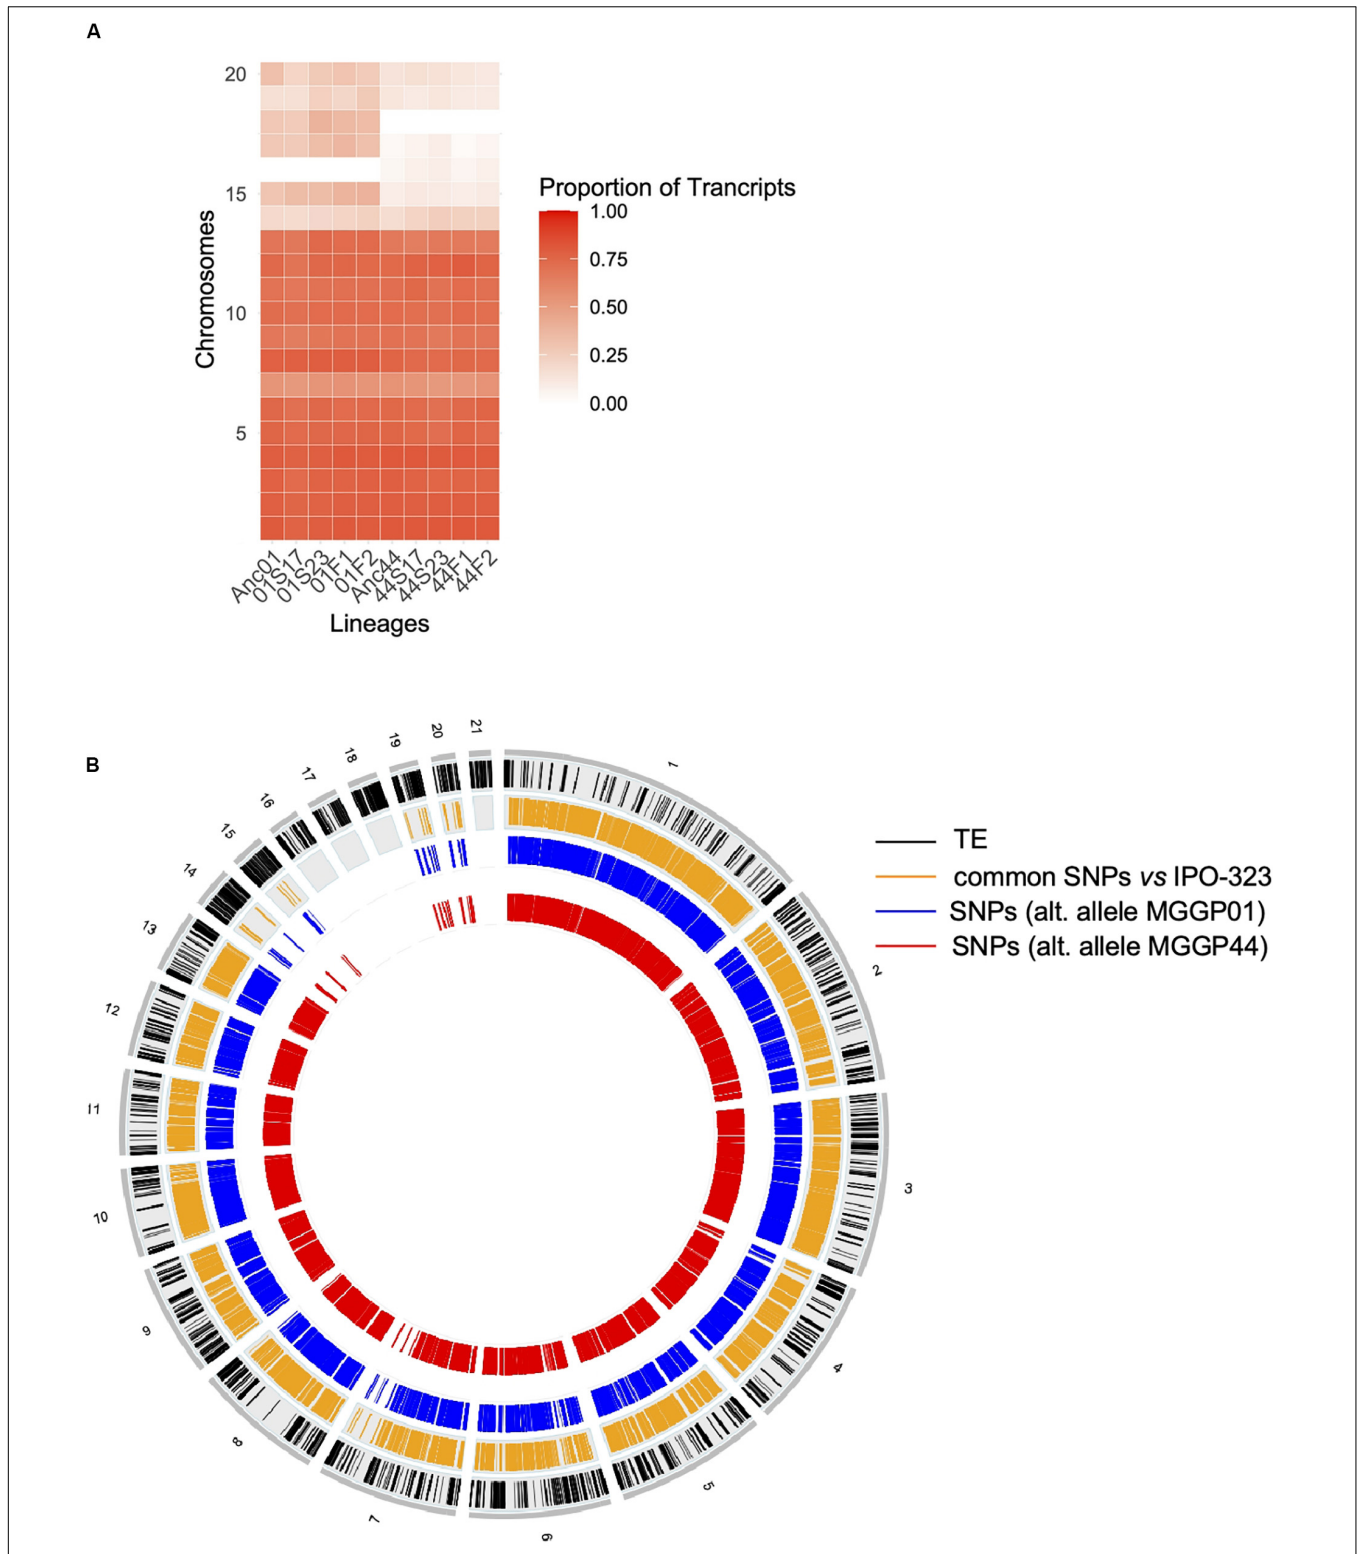 A
20
15
10
5
Chromosomes
Anc01
01S17
01S23
01F1
01F2
Anc44
44S17
44S23
44F1
44F2
Lineages
Proportion of Trancripts
1.00
0.75
0.50
0.25
0.00
B
1
2
3
4
5
6
7
8
9
10
11
12
13
14
15
16
17
18
19
20
21
TE
common SNPs vs IPO-323
SNPs (alt. allele MGGP01)
SNPs (alt. allele MGGP44)